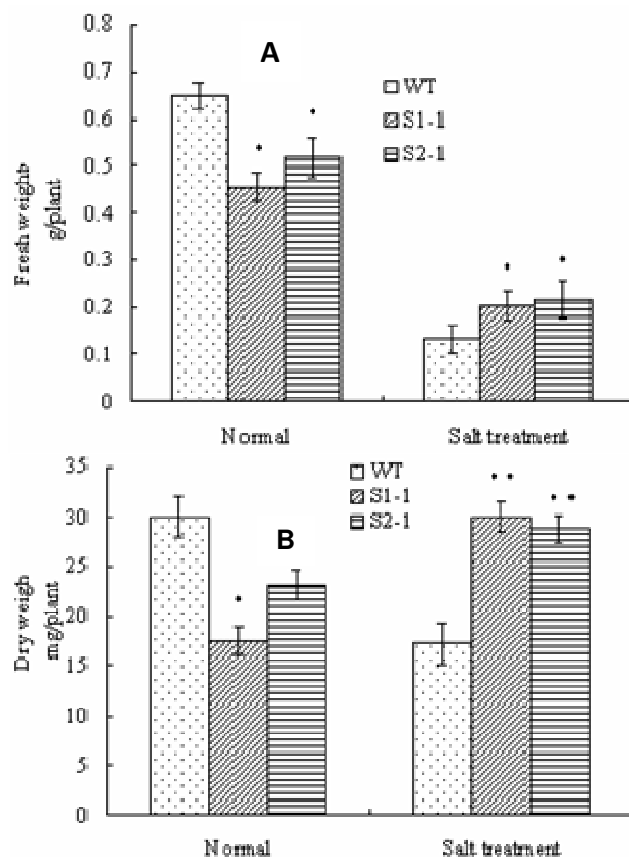 0.8
0.7
0.6
0.5
0.4
0.3
0.2
0.1
0
Fresh weight,
g/plant
A
WT
S1-1
S2-1
Normal
Salt treatment
35
30
25
20
15
10
5
0
Dry weigh
mg/plant
B
WT
S1-1
S2-1
Normal
Salt treatment